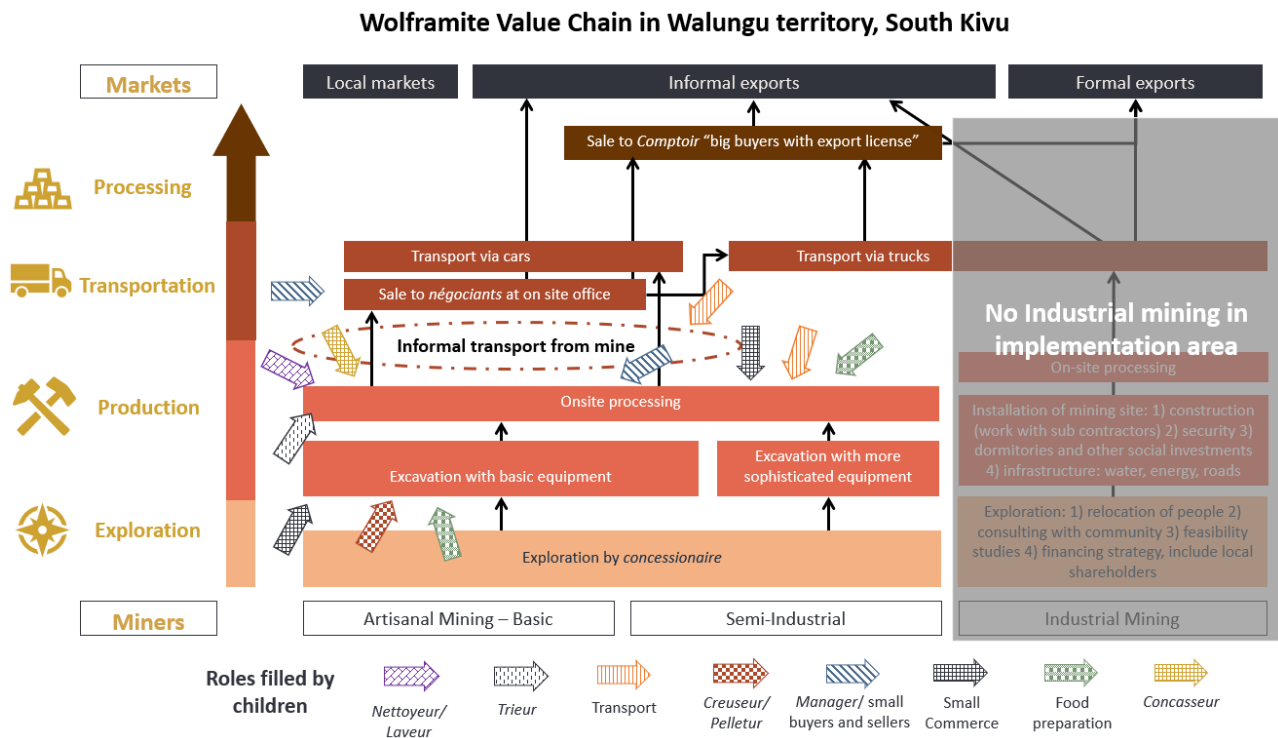 Wolframite Value Chain in Walungu territory, South Kivu
Markets
Local markets
Informal exports
Formal exports
Sale to Comptoir “big buyers with export license”
Processing
Transport via cars
Transport via trucks
Transportation
Sale to négociants at on site office
No Industrial mining in
implementation area
Informal transport from mine
On-site processing
Production
Onsite processing
Installation of mining site: 1) construction
(work with sub contractors) 2) security 3)
dormitories and other social investments
4) infrastructure: water, energy, roads
Excavation with basic equipment
Excavation with more
sophisticated equipment
Exploration
Exploration by concessionaire
Exploration: 1) relocation of people 2)
consulting with community 3) feasibility
studies 4) financing strategy, include local
shareholders
Miners
Artisanal Mining – Basic
Semi-Industrial
Industrial Mining
Roles filled by
children
Nettoyeur/
Laveur
Trieur
Transport
Creuseur/
Pelletur
Manager/ small
buyers and sellers
Small
Commerce
Food
preparation
Concasseur